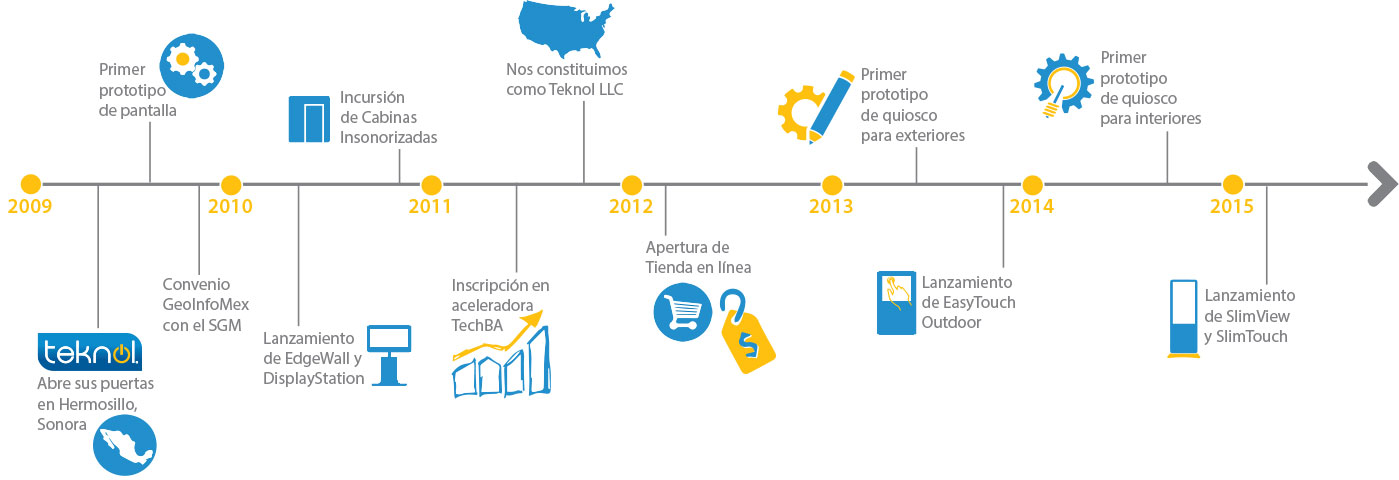 Primer
prototipo
de pantalla
Incursión
de Cabinas
Insonorizadas
Nos constituimos
como Teknol LLC
Primer
prototipo
de quiosco
para exteriores
Primer
prototipo
de quiosco
para interiores
2009
2010
2011
2012
2013
2014
2015
teknol.
Abre sus puertas
en Hermosillo,
Sonora
Convenio
GeoInfoMex
con el SGM
Lanzamiento
de EdgeWall y
DisplayStation
Inscripción en
aceleradora
TechBA
Apertura de
Tienda en línea
$
Lanzamiento
de EasyTouch
Outdoor
Lanzamiento
de SlimView
y SlimTouch